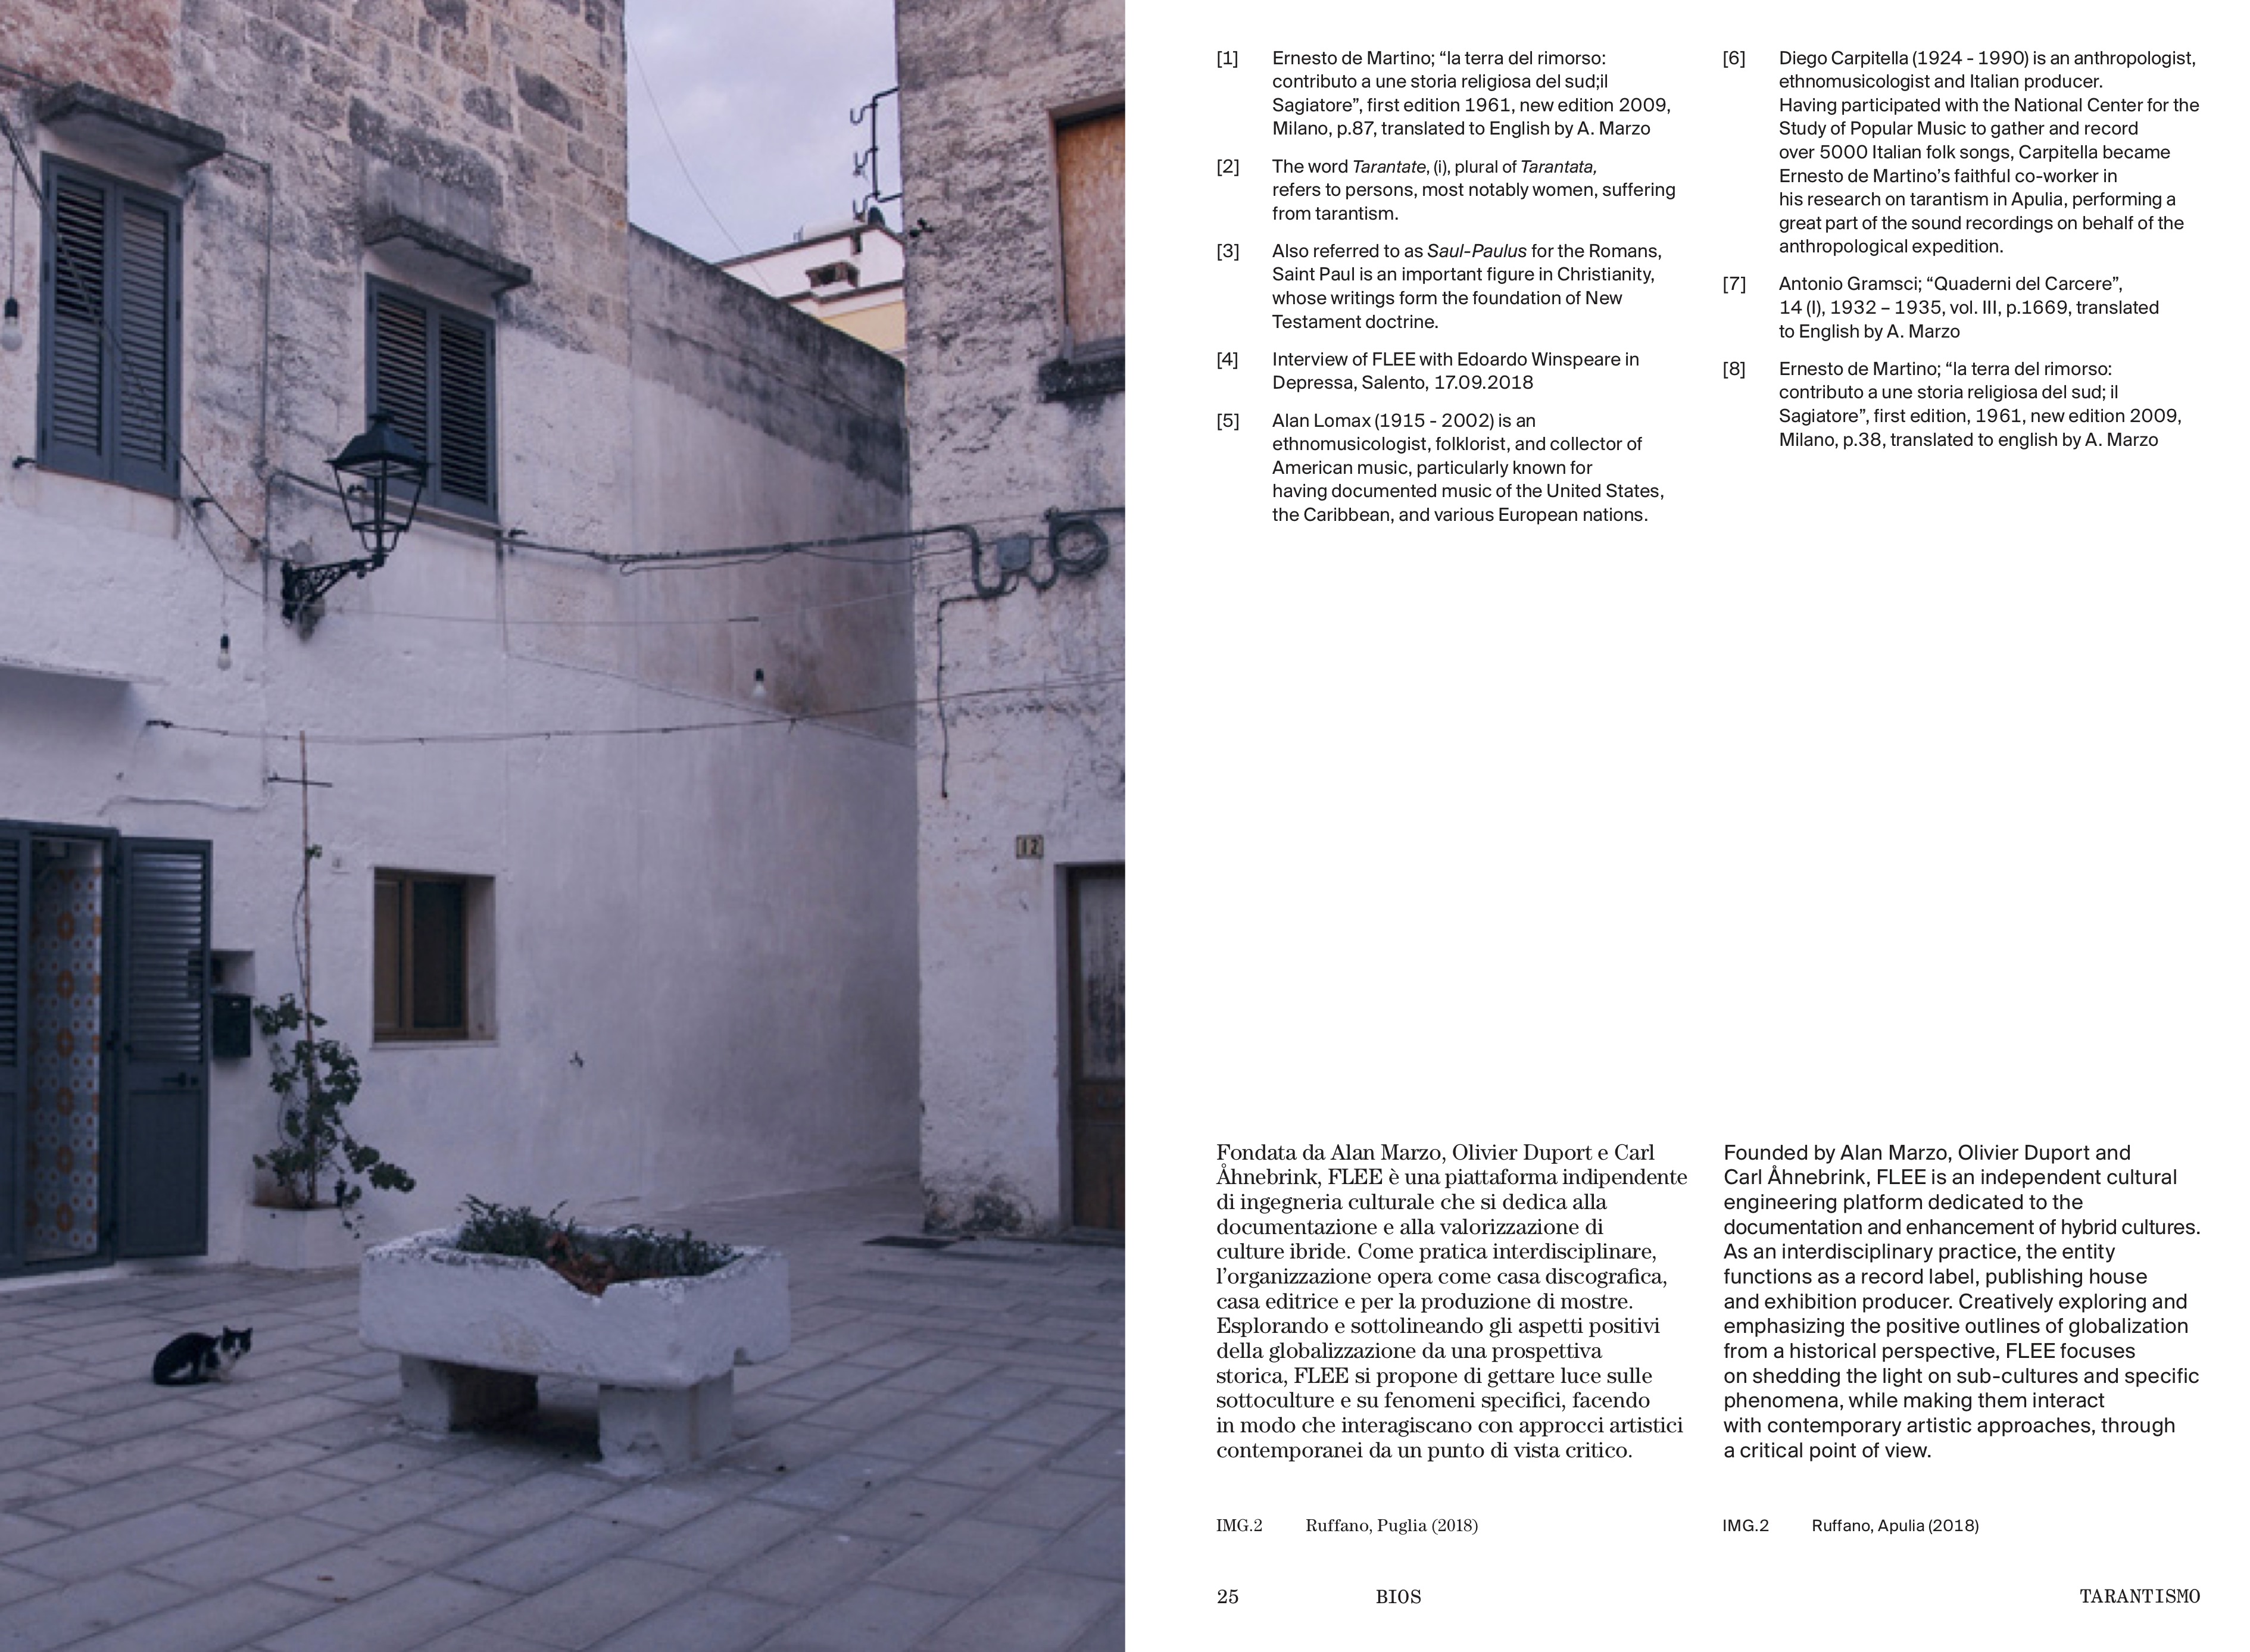 12
[1] Ernesto de Martino; “la terra del rimorso:
contributo a une storia religiosa del sud;il
Sagiatore”, first edition 1961, new edition 2009,
Milano, p.87, translated to English by A. Marzo
[2] The word Tarantate, (i), plural of Tarantata,
refers to persons, most notably women, suffering
from tarantism.
[3] Also referred to as Saul-Paulus for the Romans,
Saint Paul is an important figure in Christianity,
whose writings form the foundation of New
Testament doctrine.
[4] Interview of FLEE with Edoardo Winspeare in
Depressa, Salento, 17.09.2018
[5] Alan Lomax (1915 - 2002) is an
ethnomusicologist, folklorist, and collector of
American music, particularly known for
having documented music of the United States,
the Caribbean, and various European nations.
[6] Diego Carpitella (1924 - 1990) is an anthropologist,
ethnomusicologist and Italian producer.
Having participated with the National Center for the
Study of Popular Music to gather and record
over 5000 Italian folk songs, Carpitella became
Ernesto de Martino’s faithful co-worker in
his research on tarantism in Apulia, performing a
great part of the sound recordings on behalf of the
anthropological expedition.
[7] Antonio Gramsci; “Quaderni del Carcere”,
14 (I), 1932 – 1935, vol. III, p.1669, translated
to English by A. Marzo
[8] Ernesto de Martino; “la terra del rimorso:
contributo a une storia religiosa del sud; il
Sagiatore”, first edition, 1961, new edition 2009,
Milano, p.38, translated to english by A. Marzo
Fondata da Alan Marzo, Olivier Duport e Carl
Åhnebrink, FLEE è una piattaforma indipendente
di ingegneria culturale che si dedica alla
documentazione e alla valorizzazione di
culture ibride. Come pratica interdisciplinare,
l’organizzazione opera come casa discografica,
casa editrice e per la produzione di mostre.
Esplorando e sottolineando gli aspetti positivi
della globalizzazione da una prospettiva
storica, FLEE si propone di gettare luce sulle
sottoculture e su fenomeni specifici, facendo
in modo che interagiscano con approcci artistici
contemporanei da un punto di vista critico.
Founded by Alan Marzo, Olivier Duport and
Carl Åhnebrink, FLEE is an independent cultural
engineering platform dedicated to the
documentation and enhancement of hybrid cultures.
As an interdisciplinary practice, the entity
functions as a record label, publishing house
and exhibition producer. Creatively exploring and
emphasizing the positive outlines of globalization
from a historical perspective, FLEE focuses
on shedding the light on sub-cultures and specific
phenomena, while making them interact
with contemporary artistic approaches, through
a critical point of view.
IMG.2 Ruffano, Puglia (2018)
IMG.2 Ruffano, Apulia (2018)
25 BIOS TARANTISMO